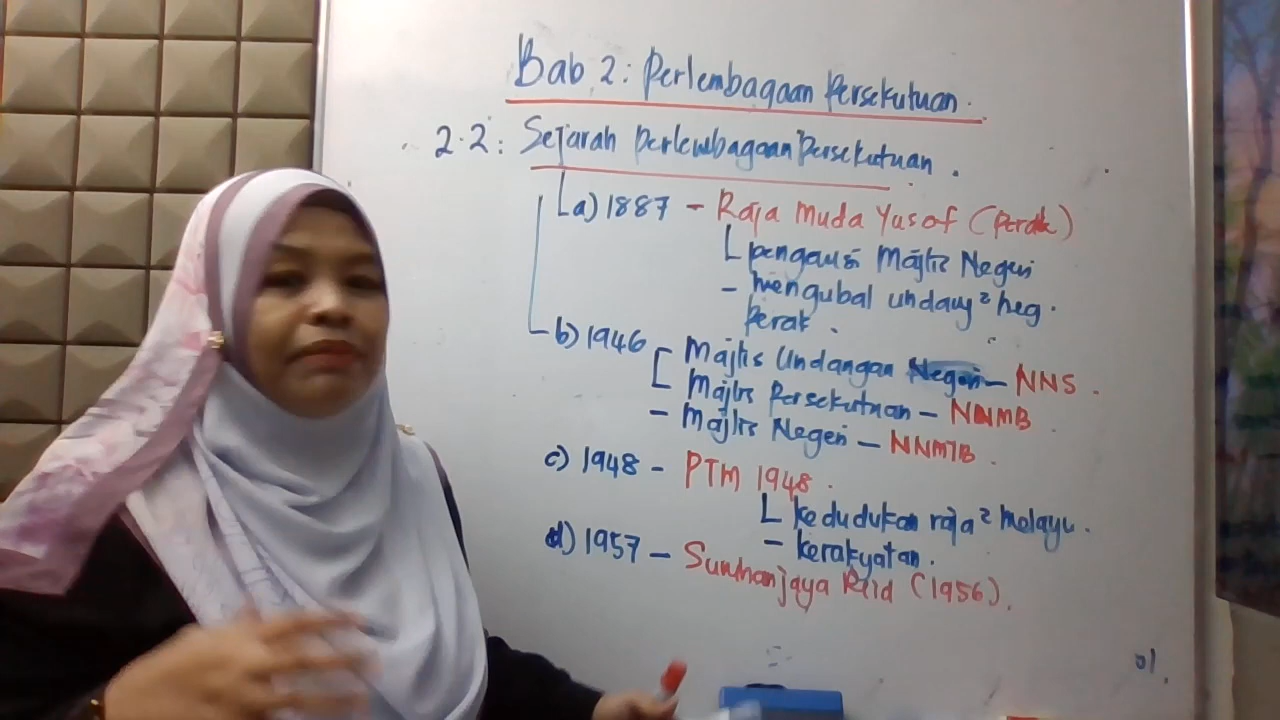 Bab 2: Perlembagaan Persekutuan.
2.2: Sejarah Perlembagaan Persekutuan.
a) 1887 - Raja Muda Yusof (Perak)
pengerusi Majlis Negeri
- mengubal undang² neg.
Perak.
b) 1946
Majlis Undangan Negeri - NNS.
Majlis Persekutuan - NNMB
- Majlis Negeri - NNMTB.
c) 1948 - PTM 1948.
kedudukan raja² melayu.
- kerakyatan.
d) 1957 - Suruhanjaya Reid (1956).